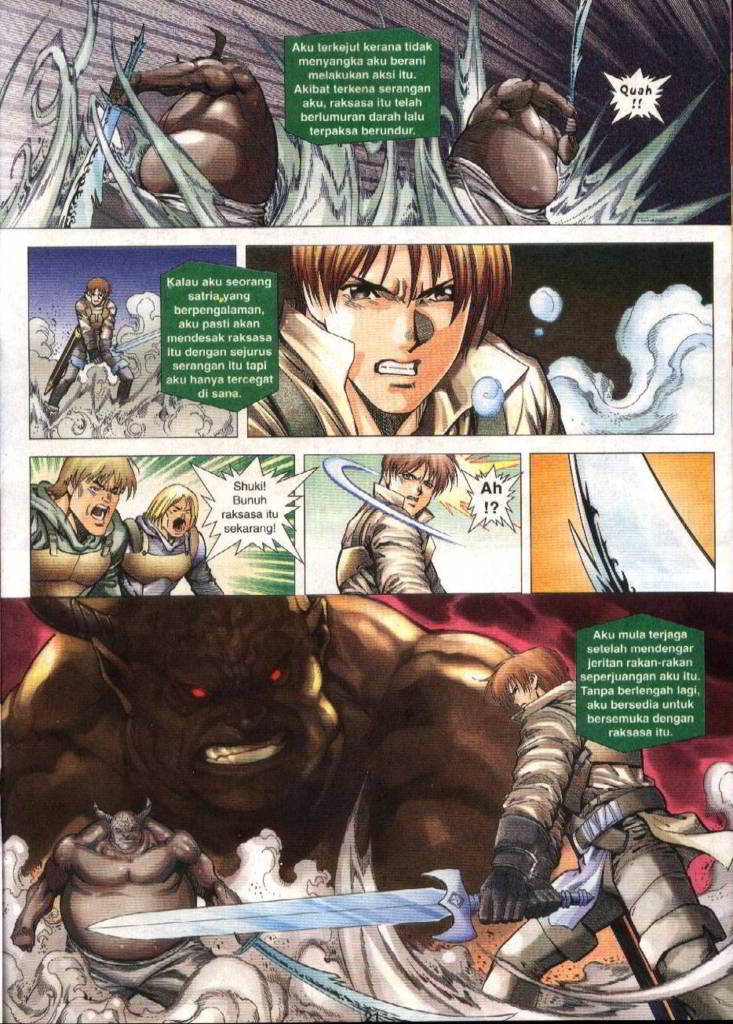 Aku terkejut kerana tidak
menyangka aku berani
melakukan aksi itu.
Akibat terkena serangan
aku, raksasa itu telah
berlumuran darah lalu
terpaksa berundur.
Quah
!!
Kalau aku seorang
satria yang
berpengalaman,
aku pasti akan
mendesak raksasa
itu dengan sejurus
serangan itu tapi
aku hanya tercegat
di sana.
Shuki!
Bunuh
raksasa itu
sekarang!
Ah
!?
Aku mula terjaga
setelah mendengar
jeritan rakan-rakan
seperjuangan aku itu.
Tanpa berlengah lagi,
aku bersedia untuk
bersemuka dengan
raksasa itu.
21